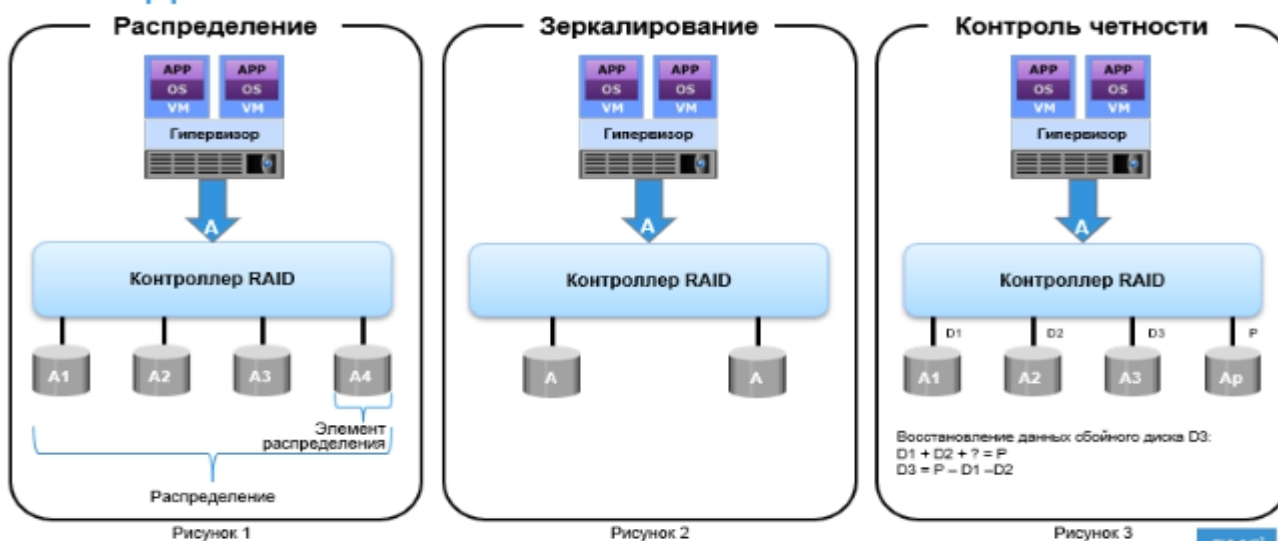 Распределение
APP
APP
OS
OS
VM
VM
Гипервизор
A
Контроллер RAID
A1
A2
A3
A4
Элемент
распределения
Распределение
Рисунок 1
Зеркалирование
APP
APP
OS
OS
VM
VM
Гипервизор
A
Контроллер RAID
A
A
Рисунок 2
Контроль четности
APP
APP
OS
OS
VM
VM
Гипервизор
A
Контроллер RAID
D1
D2
D3
P
A1
A2
A3
Ap
Восстановление данных сбойного диска D3:
D1 + D2 + ? = P
D3 = P – D1 –D2
Рисунок 3